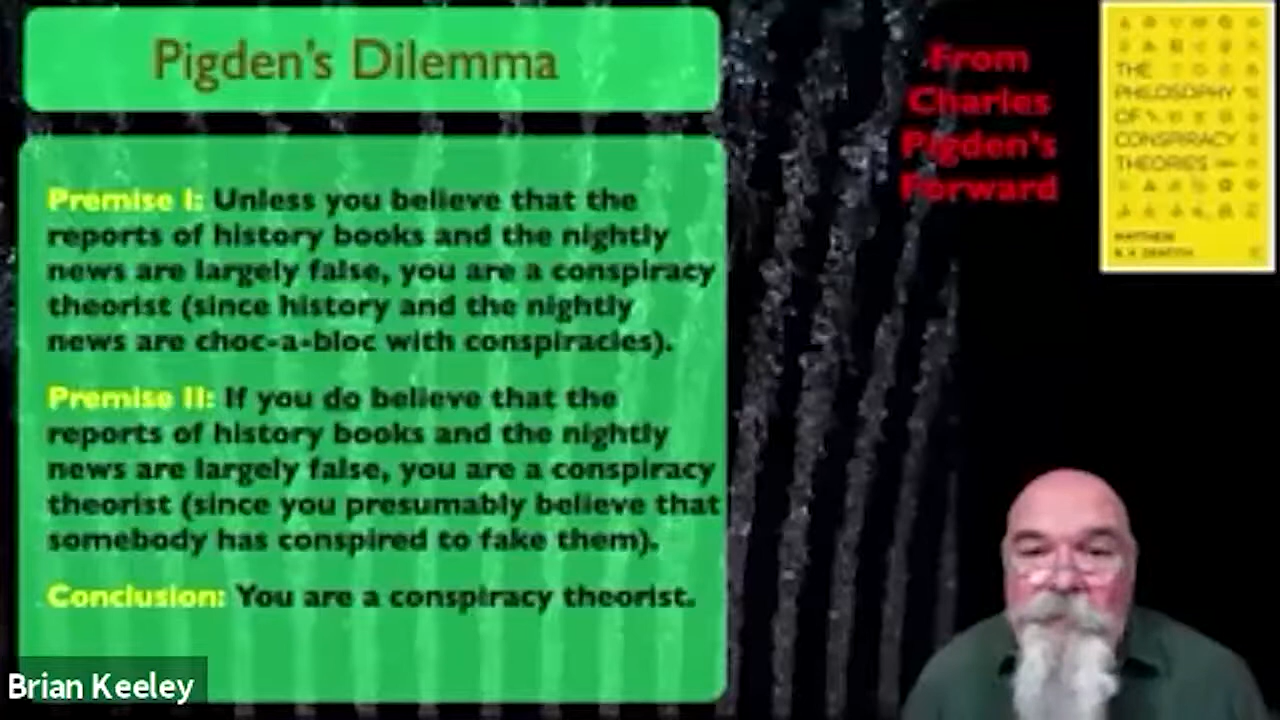 Pigden's Dilemma
Premise I: Unless you believe that the
reports of history books and the nightly
news are largely false, you are a conspiracy
theorist (since history and the nightly
news are choc-a-bloc with conspiracies).
Premise II: If you do believe that the
reports of history books and the nightly
news are largely false, you are a conspiracy
theorist (since you presumably believe that
somebody has conspired to fake them).
Conclusion: You are a conspiracy theorist.
From
Charles
Pigden's
Forward
THE
PHILOSOPHY
OF
CONSPIRACY
THEORIES
MATTHEW
R. X. DENTITH
Brian Keeley